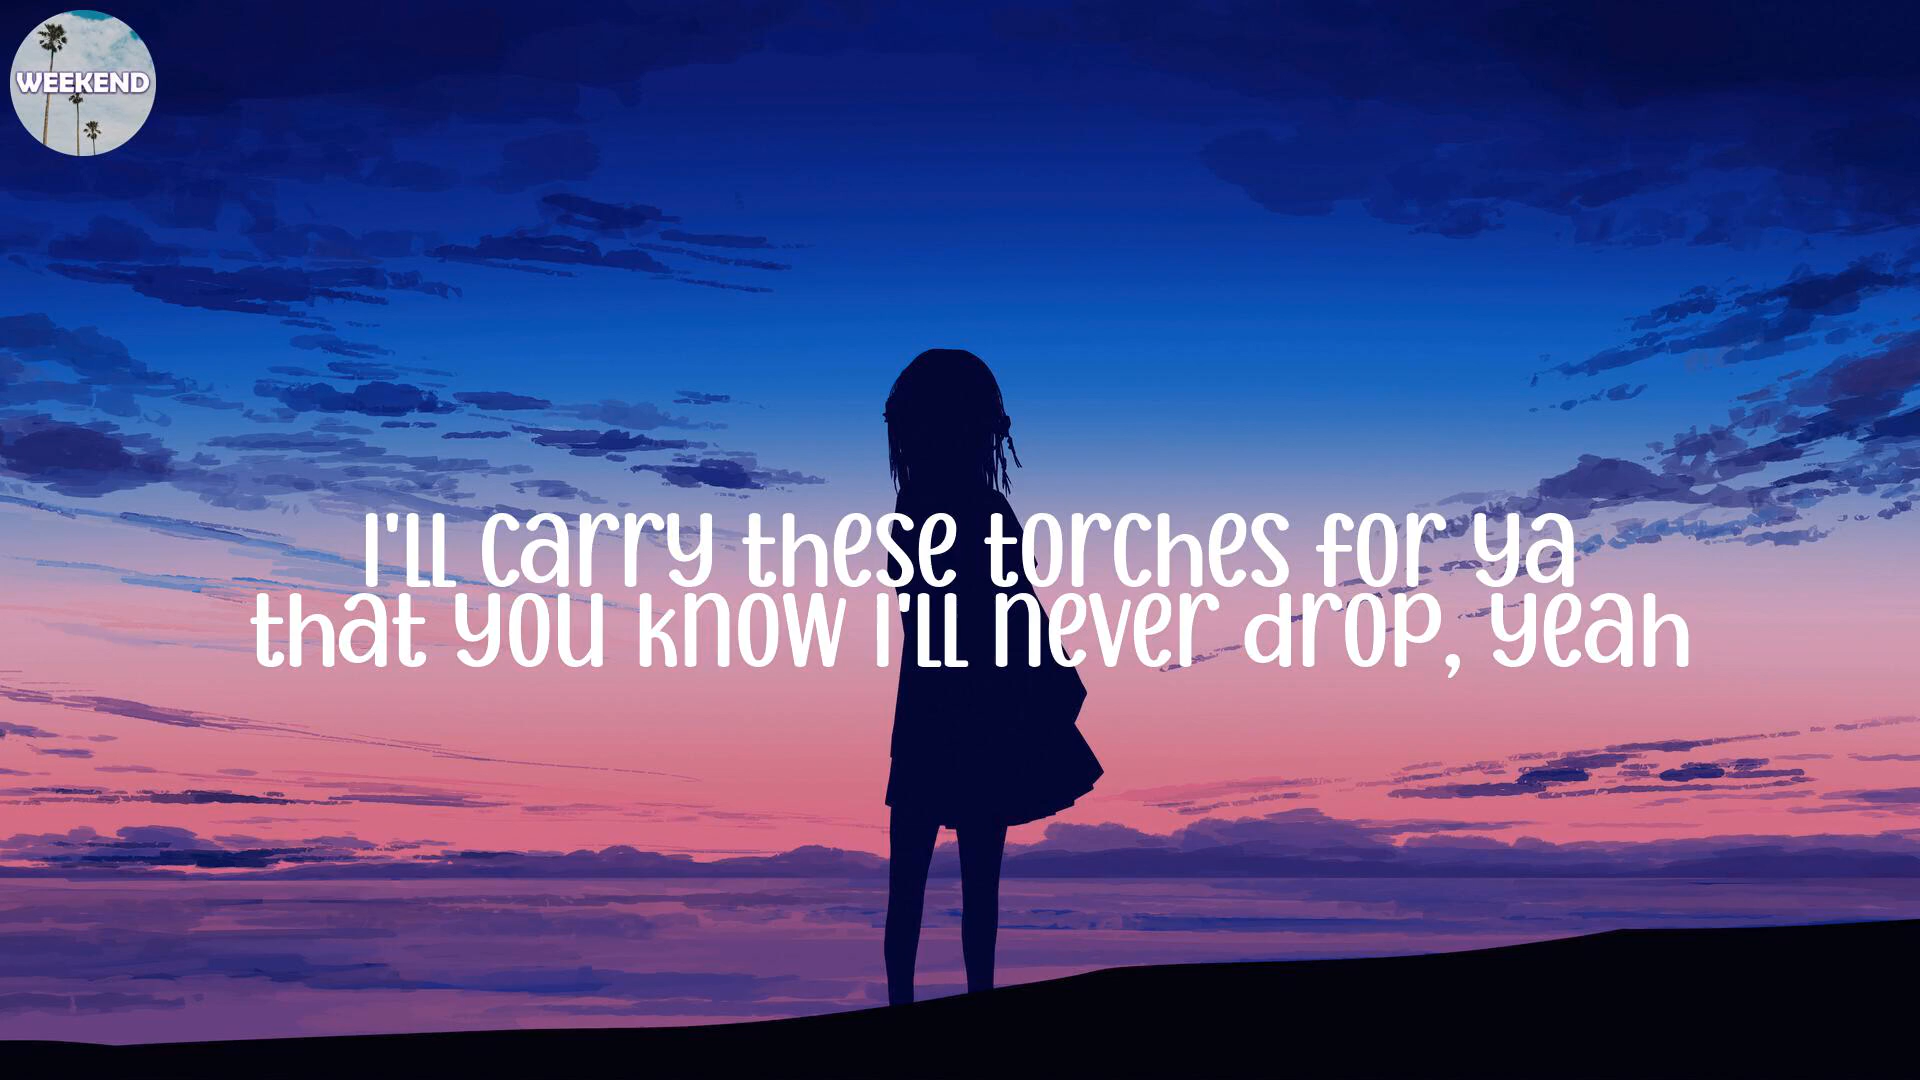 WEEKEND
I'll carry these torches for ya
that you know I'll never drop, yeah